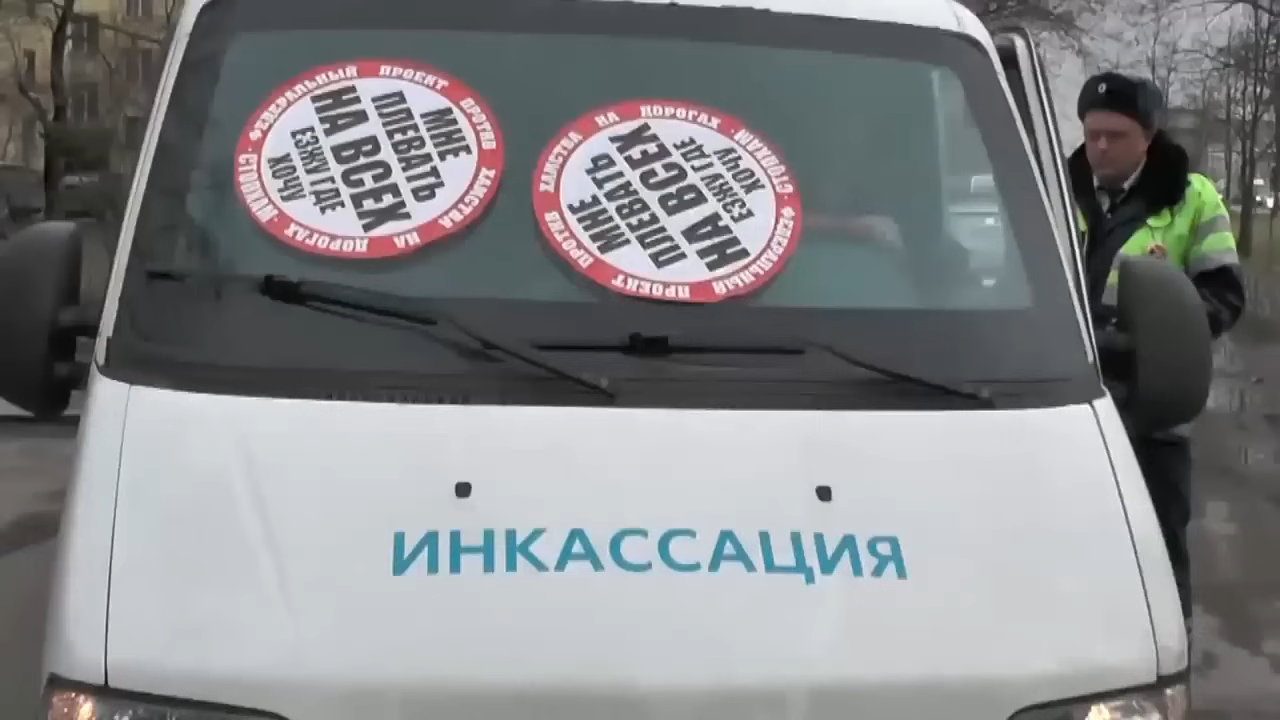 ФЕДЕРАЛЬНЫЙ ПРОЕКТ ПРОТИВ ХАМСТВА НА ДОРОГАХ · СТОПХАМ ·
МНЕ
ПЛЕВАТЬ
НА ВСЕХ
ЕЗЖУ ГДЕ
ХОЧУ
ФЕДЕРАЛЬНЫЙ ПРОЕКТ ПРОТИВ ХАМСТВА НА ДОРОГАХ · СТОПХАМ ·
МНЕ
ПЛЕВАТЬ
НА ВСЕХ
ЕЗЖУ ГДЕ
ХОЧУ
ИНКАССАЦИЯ